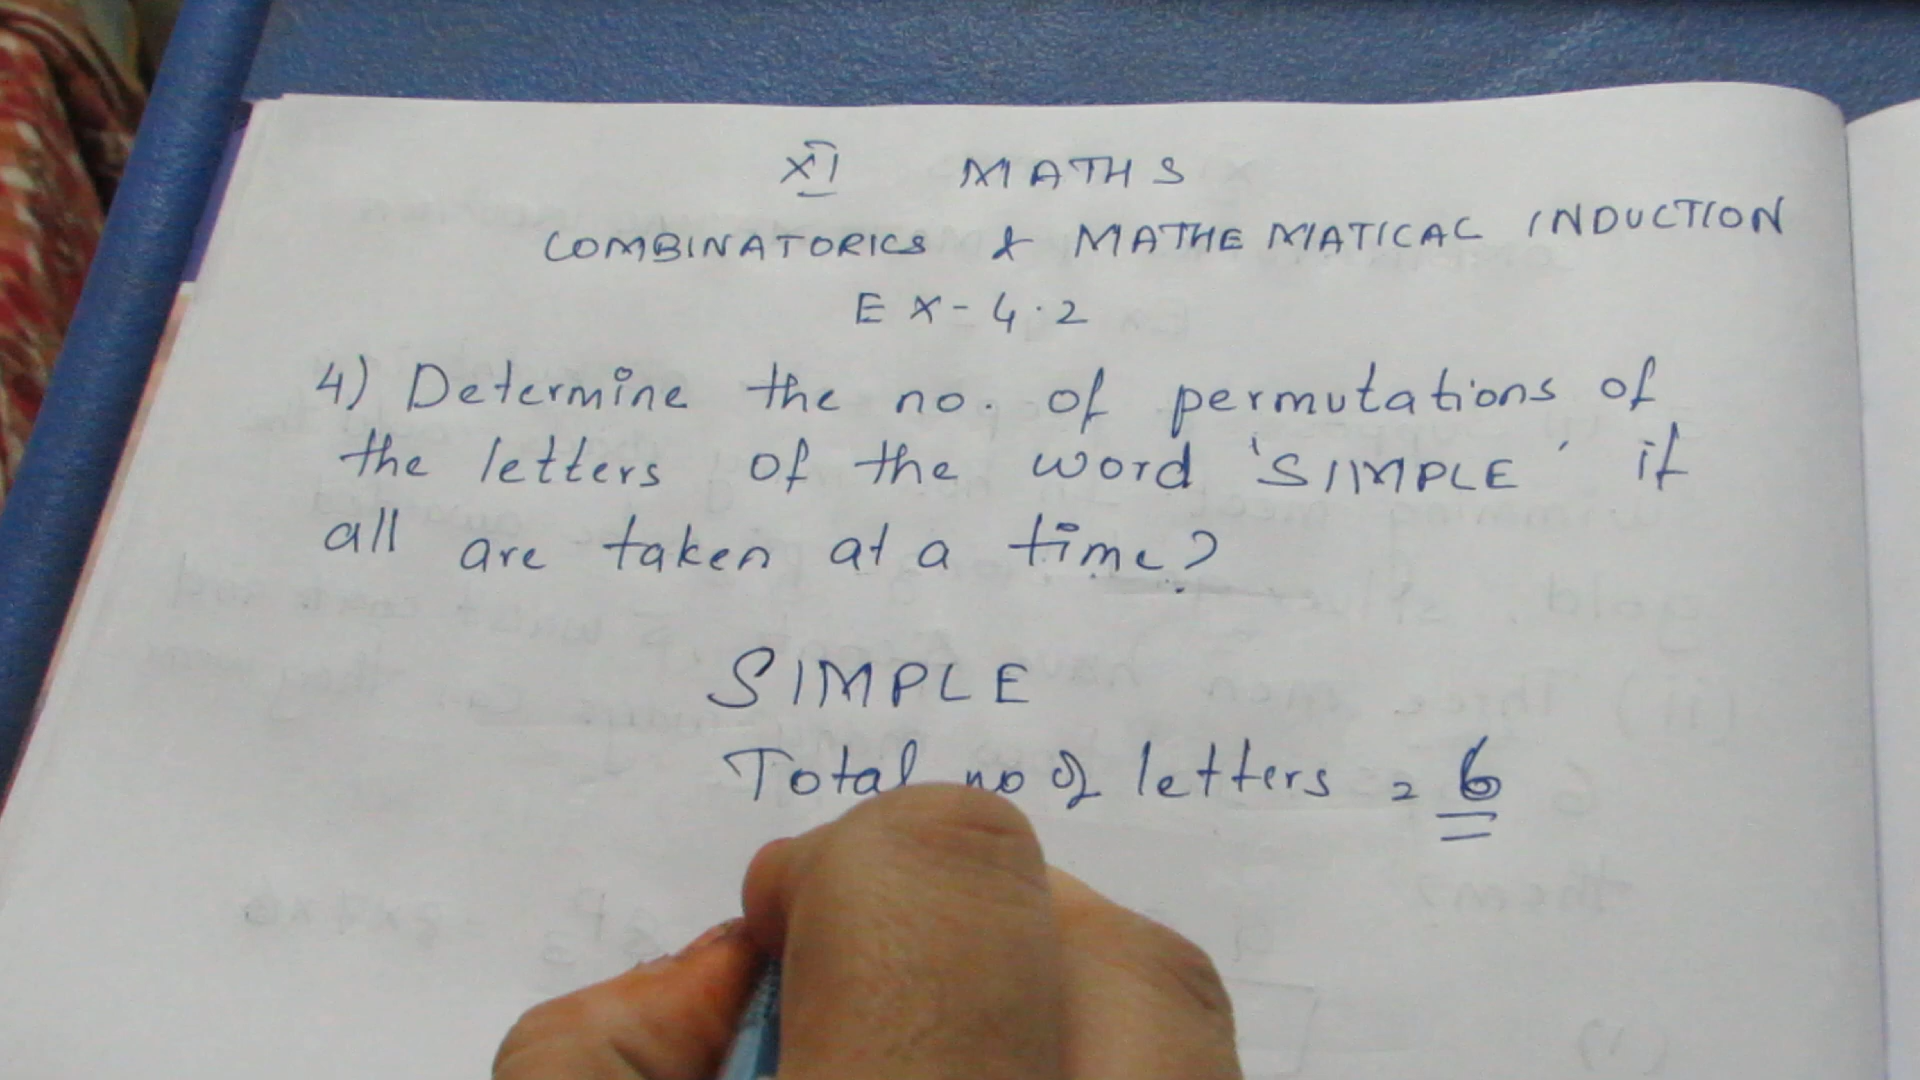 XI MATHS
COMBINATORICS & MATHEMATICAL INDUCTION
EX-4.2
4) Determine the no. of permutations of
the letters of the word 'SIMPLE' if
all are taken at a time?
SIMPLE
Total no of letters = 6